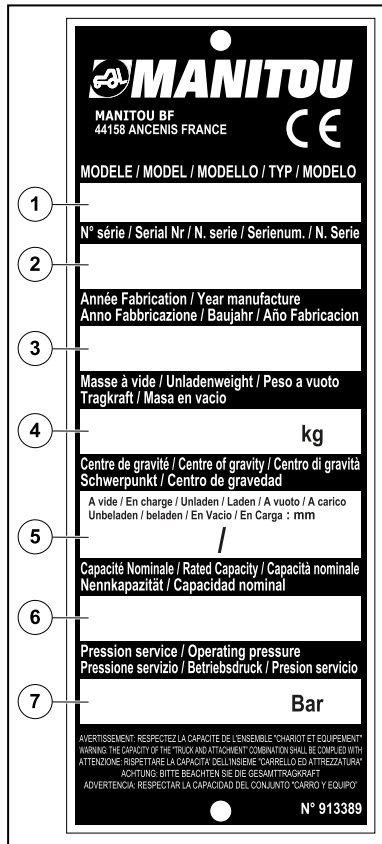 MANITOU
MANITOU BF
44158 ANCENIS FRANCE
CE
MODELE / MODEL / MODELLO / TYP / MODELO
1
N° série / Serial Nr / N. serie / Serienum. / N. Serie
2
Année Fabrication / Year manufacture
Anno Fabbricazione / Baujahr / Año Fabricacion
3
Masse à vide / Unladenweight / Peso a vuoto
Tragkraft / Masa en vacio
4
kg
Centre de gravité / Centre of gravity / Centro di gravità
Schwerpunkt / Centro de gravedad
A vide / En charge / Unladen / Laden / A vuoto / A carico
Unbeladen / beladen / En Vacio / En Carga : mm
5
/
Capacité Nominale / Rated Capacity / Capacità nominale
Nennkapazität / Capacidad nominal
6
Pression service / Operating pressure
Pressione servizio / Betriebsdruck / Presion servicio
7
Bar
AVERTISSEMENT: RESPECTEZ LA CAPACITE DE L'ENSEMBLE "CHARIOT ET EQUIPEMENT"
WARNING: THE CAPACITY OF THE "TRUCK AND ATTACHMENT" COMBINATION SHALL BE COMPLIED WITH
ATTENZIONE: RISPETTARE LA CAPACITA' DELL'INSIEME "CARRELLO ED ATTREZZATURA"
ACHTUNG: BITTE BEACHTEN SIE DIE GESAMTTRAGKRAFT
ADVERTENCIA: RESPECTAR LA CAPACIDAD DEL CONJUNTO "CARRO Y EQUIPO"
N° 913389